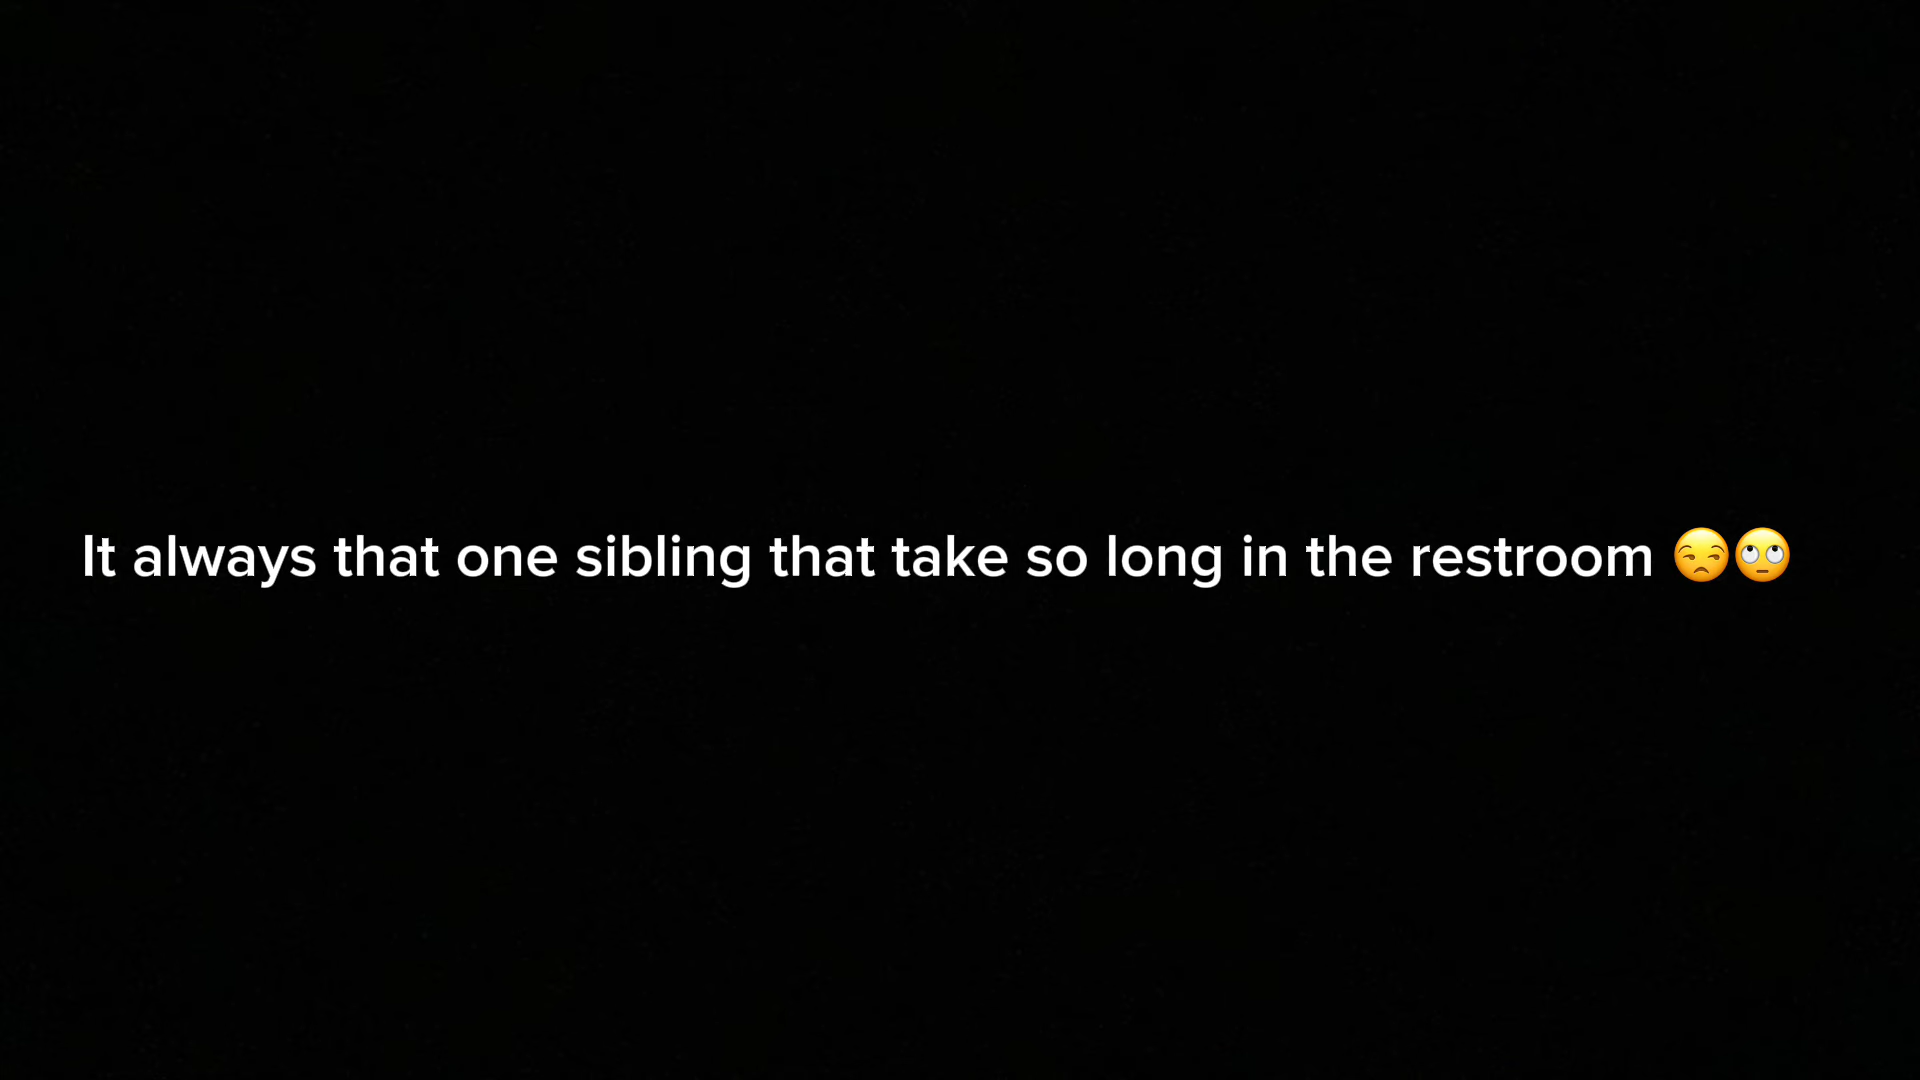 It always that one sibling that take so long in the restroom 😒🙄